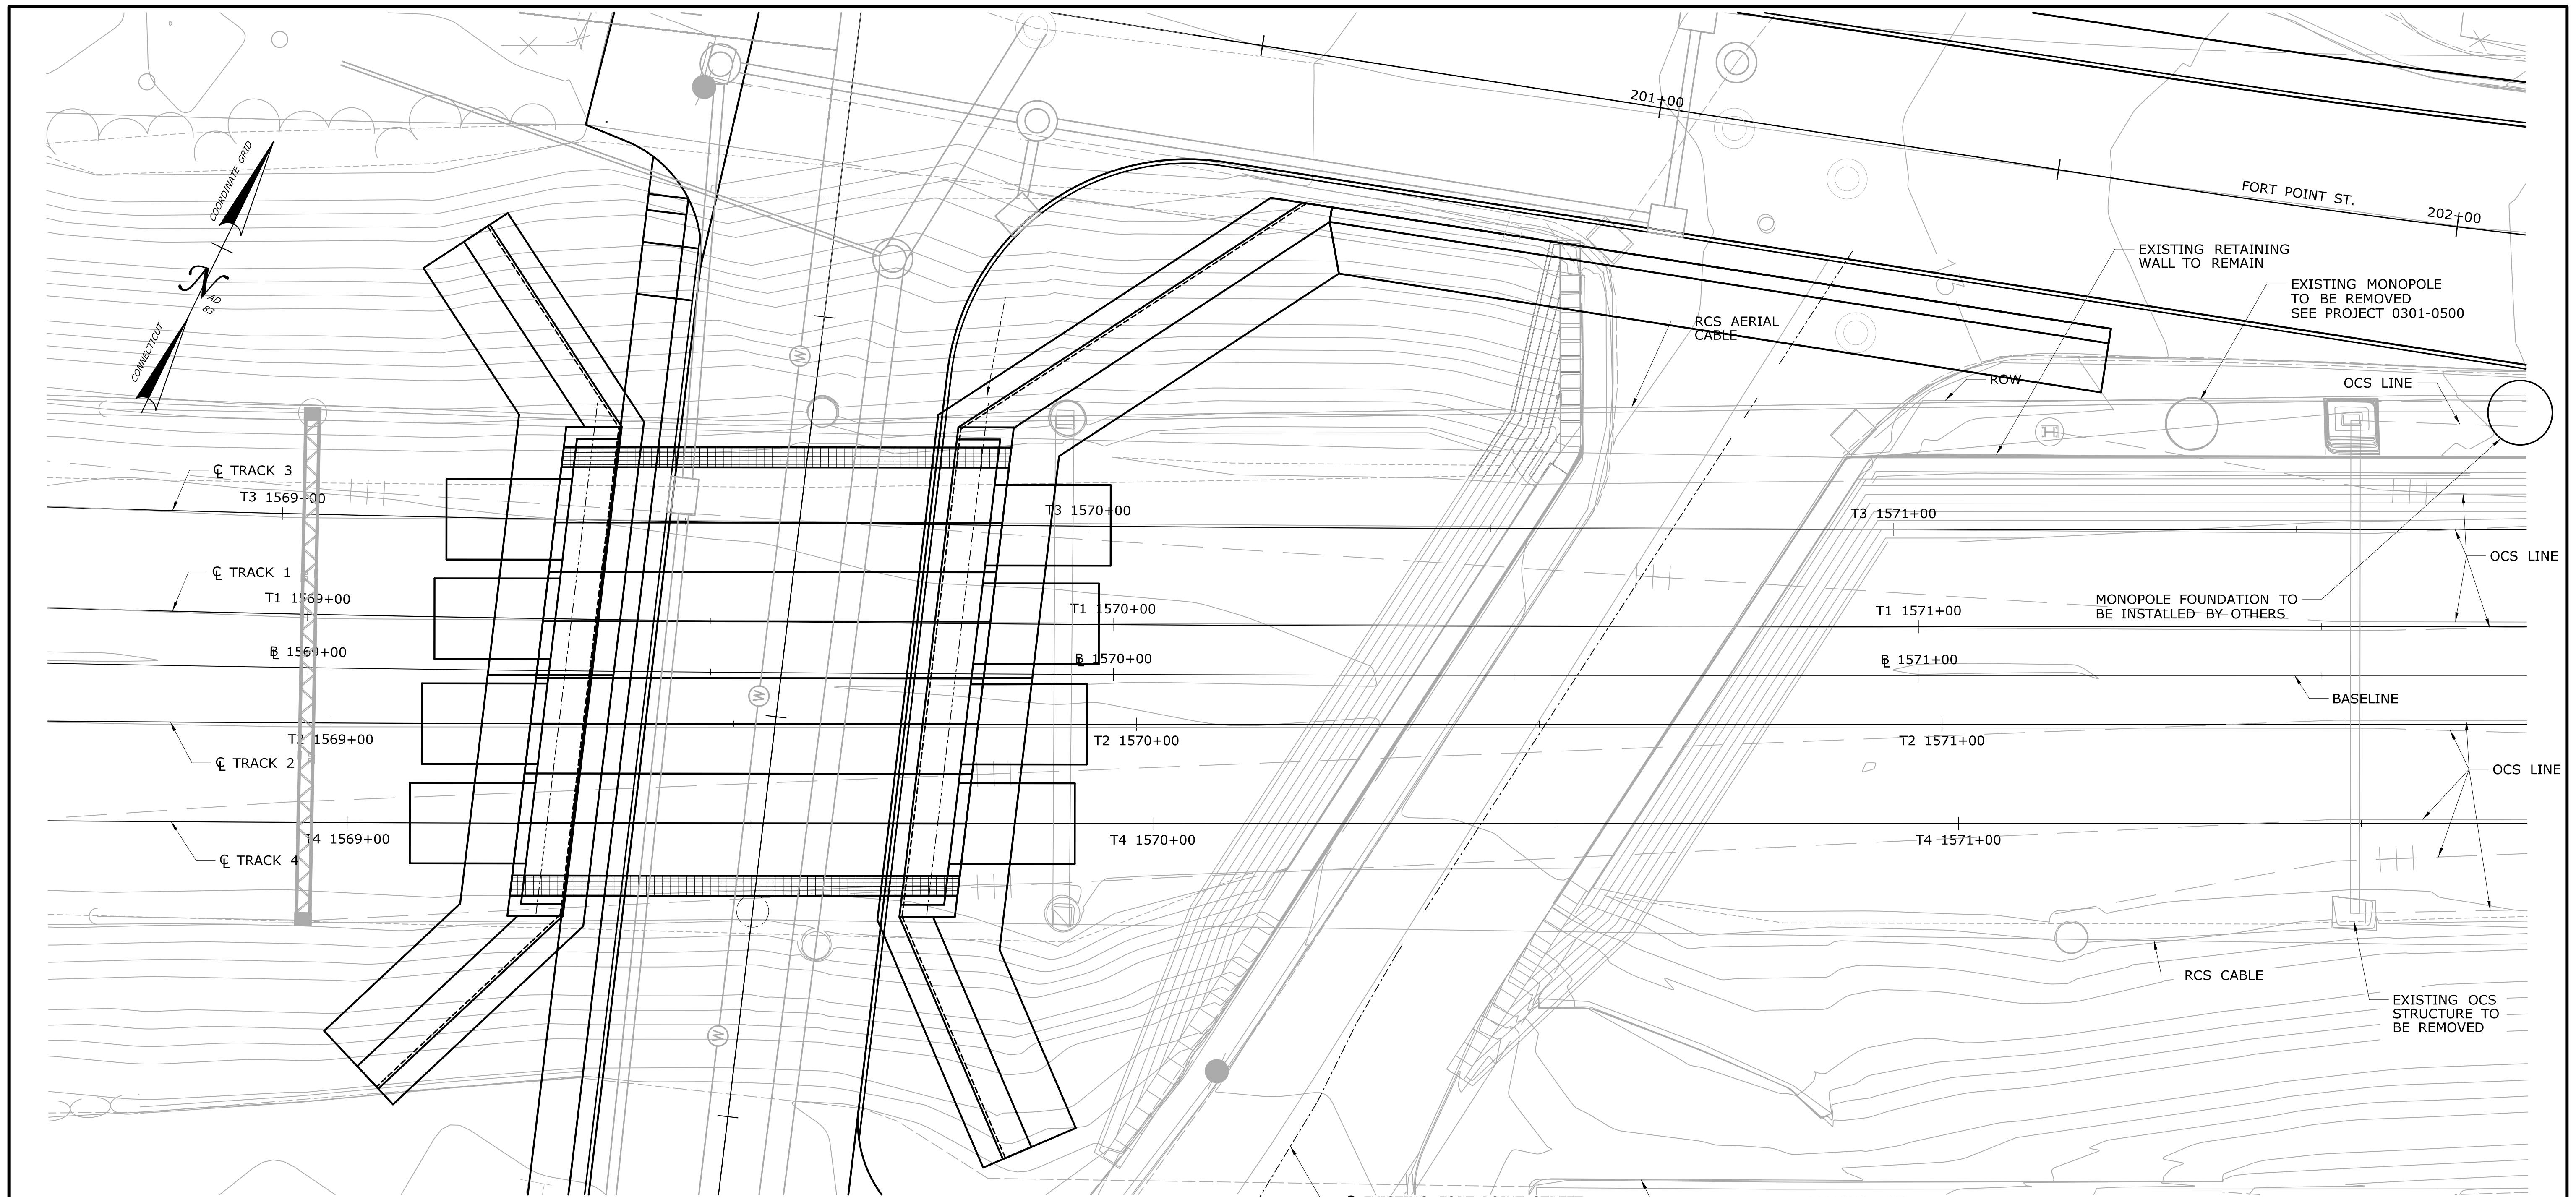 201+00
FORT POINT ST.
202+00
COORDINATE GRID
N
AD
83
CONNECTICUT
EXISTING RETAINING
WALL TO REMAIN
EXISTING MONOPOLE
TO BE REMOVED
SEE PROJECT 0301-0500
RCS AERIAL
CABLE
ROW
OCS LINE
℄ TRACK 3
T3 1569+00
T3 1570+00
T3 1571+00
OCS LINE
℄ TRACK 1
T1 1569+00
T1 1570+00
T1 1571+00
MONOPOLE FOUNDATION TO
BE INSTALLED BY OTHERS
BL 1569+00
BL 1570+00
BL 1571+00
BASELINE
T2 1569+00
T2 1570+00
T2 1571+00
℄ TRACK 2
OCS LINE
T4 1569+00
T4 1570+00
T4 1571+00
℄ TRACK 4
RCS CABLE
EXISTING OCS
STRUCTURE TO
BE REMOVED
W
W
W